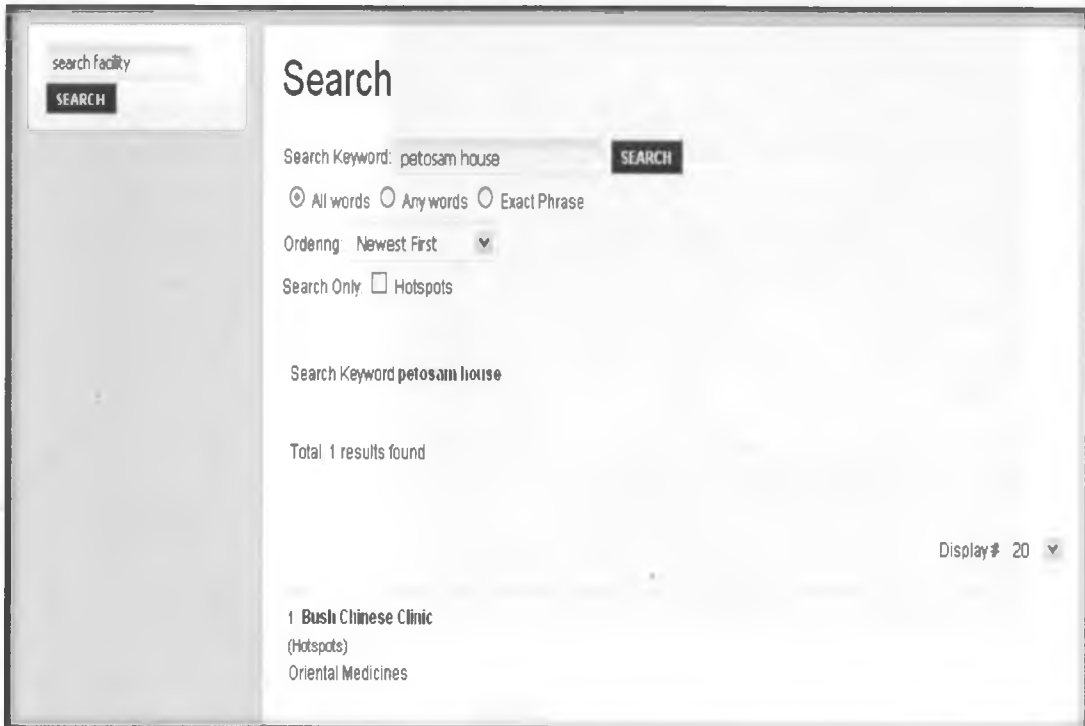 search facility
SEARCH
Search
Search Keyword: petosam house SEARCH
All words Any words Exact Phrase
Ordering: Newest First
Search Only: Hotspots
Search Keyword petosam house
Total: 1 results found
Display # 20
1. Bush Chinese Clinic
(Hotspots)
Oriental Medicines